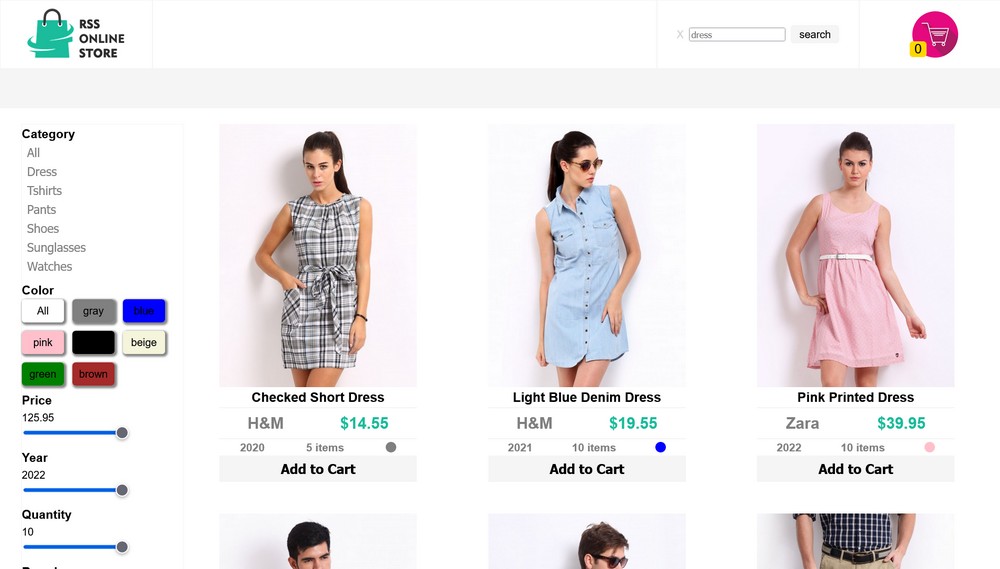 RSS
ONLINE
STORE
X
dress
search
0
Category
All
Dress
Tshirts
Pants
Shoes
Sunglasses
Watches
Color
All
gray
blue
pink
beige
green
brown
Price
125.95
Year
2022
Quantity
10
Checked Short Dress
H&M
$14.55
2020
5 items
Add to Cart
Light Blue Denim Dress
H&M
$19.55
2021
10 items
Add to Cart
Pink Printed Dress
Zara
$39.95
2022
10 items
Add to Cart